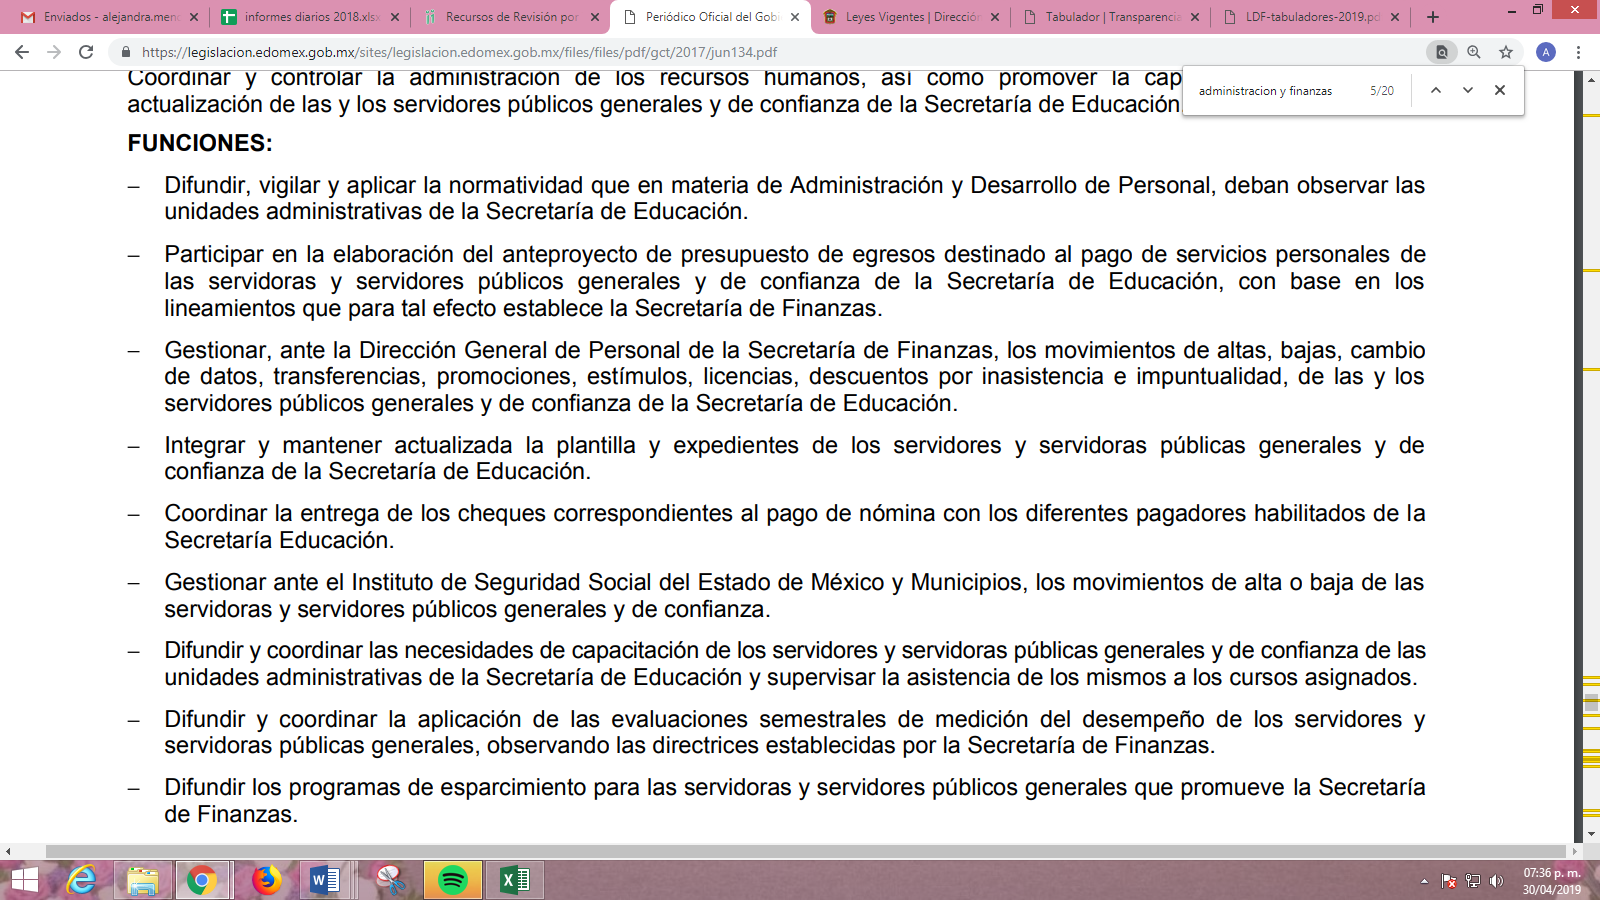 Enviados - alejandra.menc
informes diarios 2018.xlsx
Recursos de Revisión por
Periódico Oficial del Gobi
Leyes Vigentes | Dirección
Tabulador | Transparencia
LDF-tabuladores-2019.pd
https://legislacion.edomex.gob.mx/sites/legislacion.edomex.gob.mx/files/files/pdf/gct/2017/jun134.pdf
A
administracion y finanzas 5/20
Coordinar y controlar la administración de los recursos humanos, así como promover la cap
actualización de las y los servidores públicos generales y de confianza de la Secretaría de Educación
FUNCIONES:
– Difundir, vigilar y aplicar la normatividad que en materia de Administración y Desarrollo de Personal, deban observar las
unidades administrativas de la Secretaría de Educación.
– Participar en la elaboración del anteproyecto de presupuesto de egresos destinado al pago de servicios personales de
las servidoras y servidores públicos generales y de confianza de la Secretaría de Educación, con base en los
lineamientos que para tal efecto establece la Secretaría de Finanzas.
– Gestionar, ante la Dirección General de Personal de la Secretaría de Finanzas, los movimientos de altas, bajas, cambio
de datos, transferencias, promociones, estímulos, licencias, descuentos por inasistencia e impuntualidad, de las y los
servidores públicos generales y de confianza de la Secretaría de Educación.
– Integrar y mantener actualizada la plantilla y expedientes de los servidores y servidoras públicas generales y de
confianza de la Secretaría de Educación.
– Coordinar la entrega de los cheques correspondientes al pago de nómina con los diferentes pagadores habilitados de la
Secretaría Educación.
– Gestionar ante el Instituto de Seguridad Social del Estado de México y Municipios, los movimientos de alta o baja de las
servidoras y servidores públicos generales y de confianza.
– Difundir y coordinar las necesidades de capacitación de los servidores y servidoras públicas generales y de confianza de las
unidades administrativas de la Secretaría de Educación y supervisar la asistencia de los mismos a los cursos asignados.
– Difundir y coordinar la aplicación de las evaluaciones semestrales de medición del desempeño de los servidores y
servidoras públicas generales, observando las directrices establecidas por la Secretaría de Finanzas.
– Difundir los programas de esparcimiento para las servidoras y servidores públicos generales que promueve la Secretaría
de Finanzas.
07:36 p. m.
30/04/2019